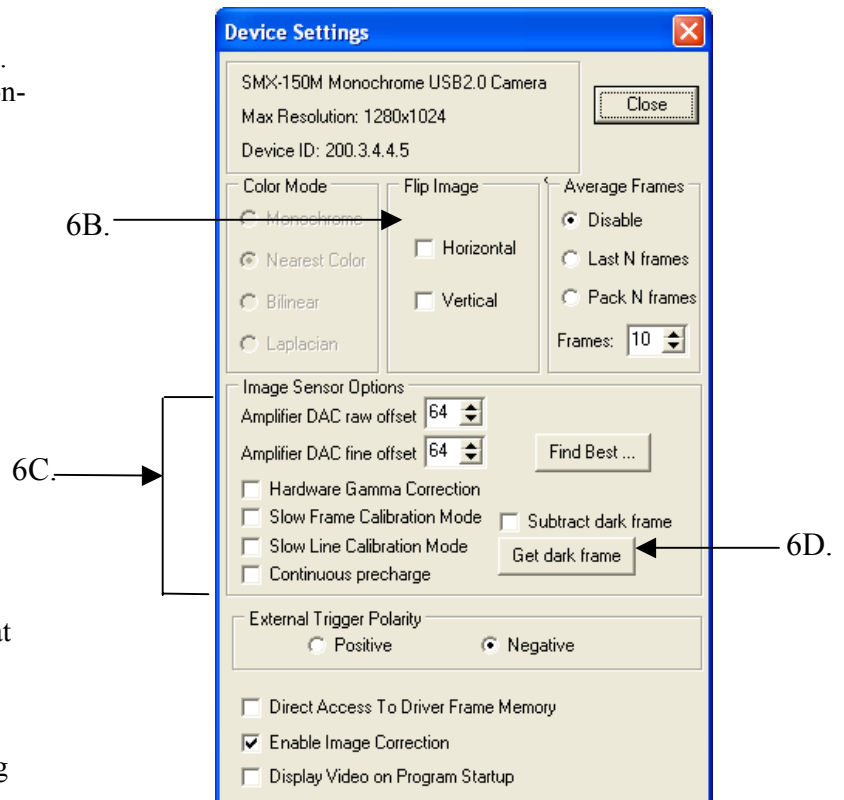 Device Settings
.
on-
SMX-150M Monochrome USB2.0 Camera
Max Resolution: 1280x1024
Device ID: 200.3.4.4.5
Close
Color Mode
Monochrome
Nearest Color
Bilinear
Laplacian
6B.
Flip Image
Horizontal
Vertical
Average Frames
Disable
Last N frames
Pack N frames
Frames: 10
6C.
Image Sensor Options
Amplifier DAC raw offset 64
Amplifier DAC fine offset 64
Find Best ...
Hardware Gamma Correction
Slow Frame Calibration Mode
Slow Line Calibration Mode
Continuous precharge
Subtract dark frame
Get dark frame
6D.
External Trigger Polarity
Positive Negative
Direct Access To Driver Frame Memory
Enable Image Correction
Display Video on Program Startup